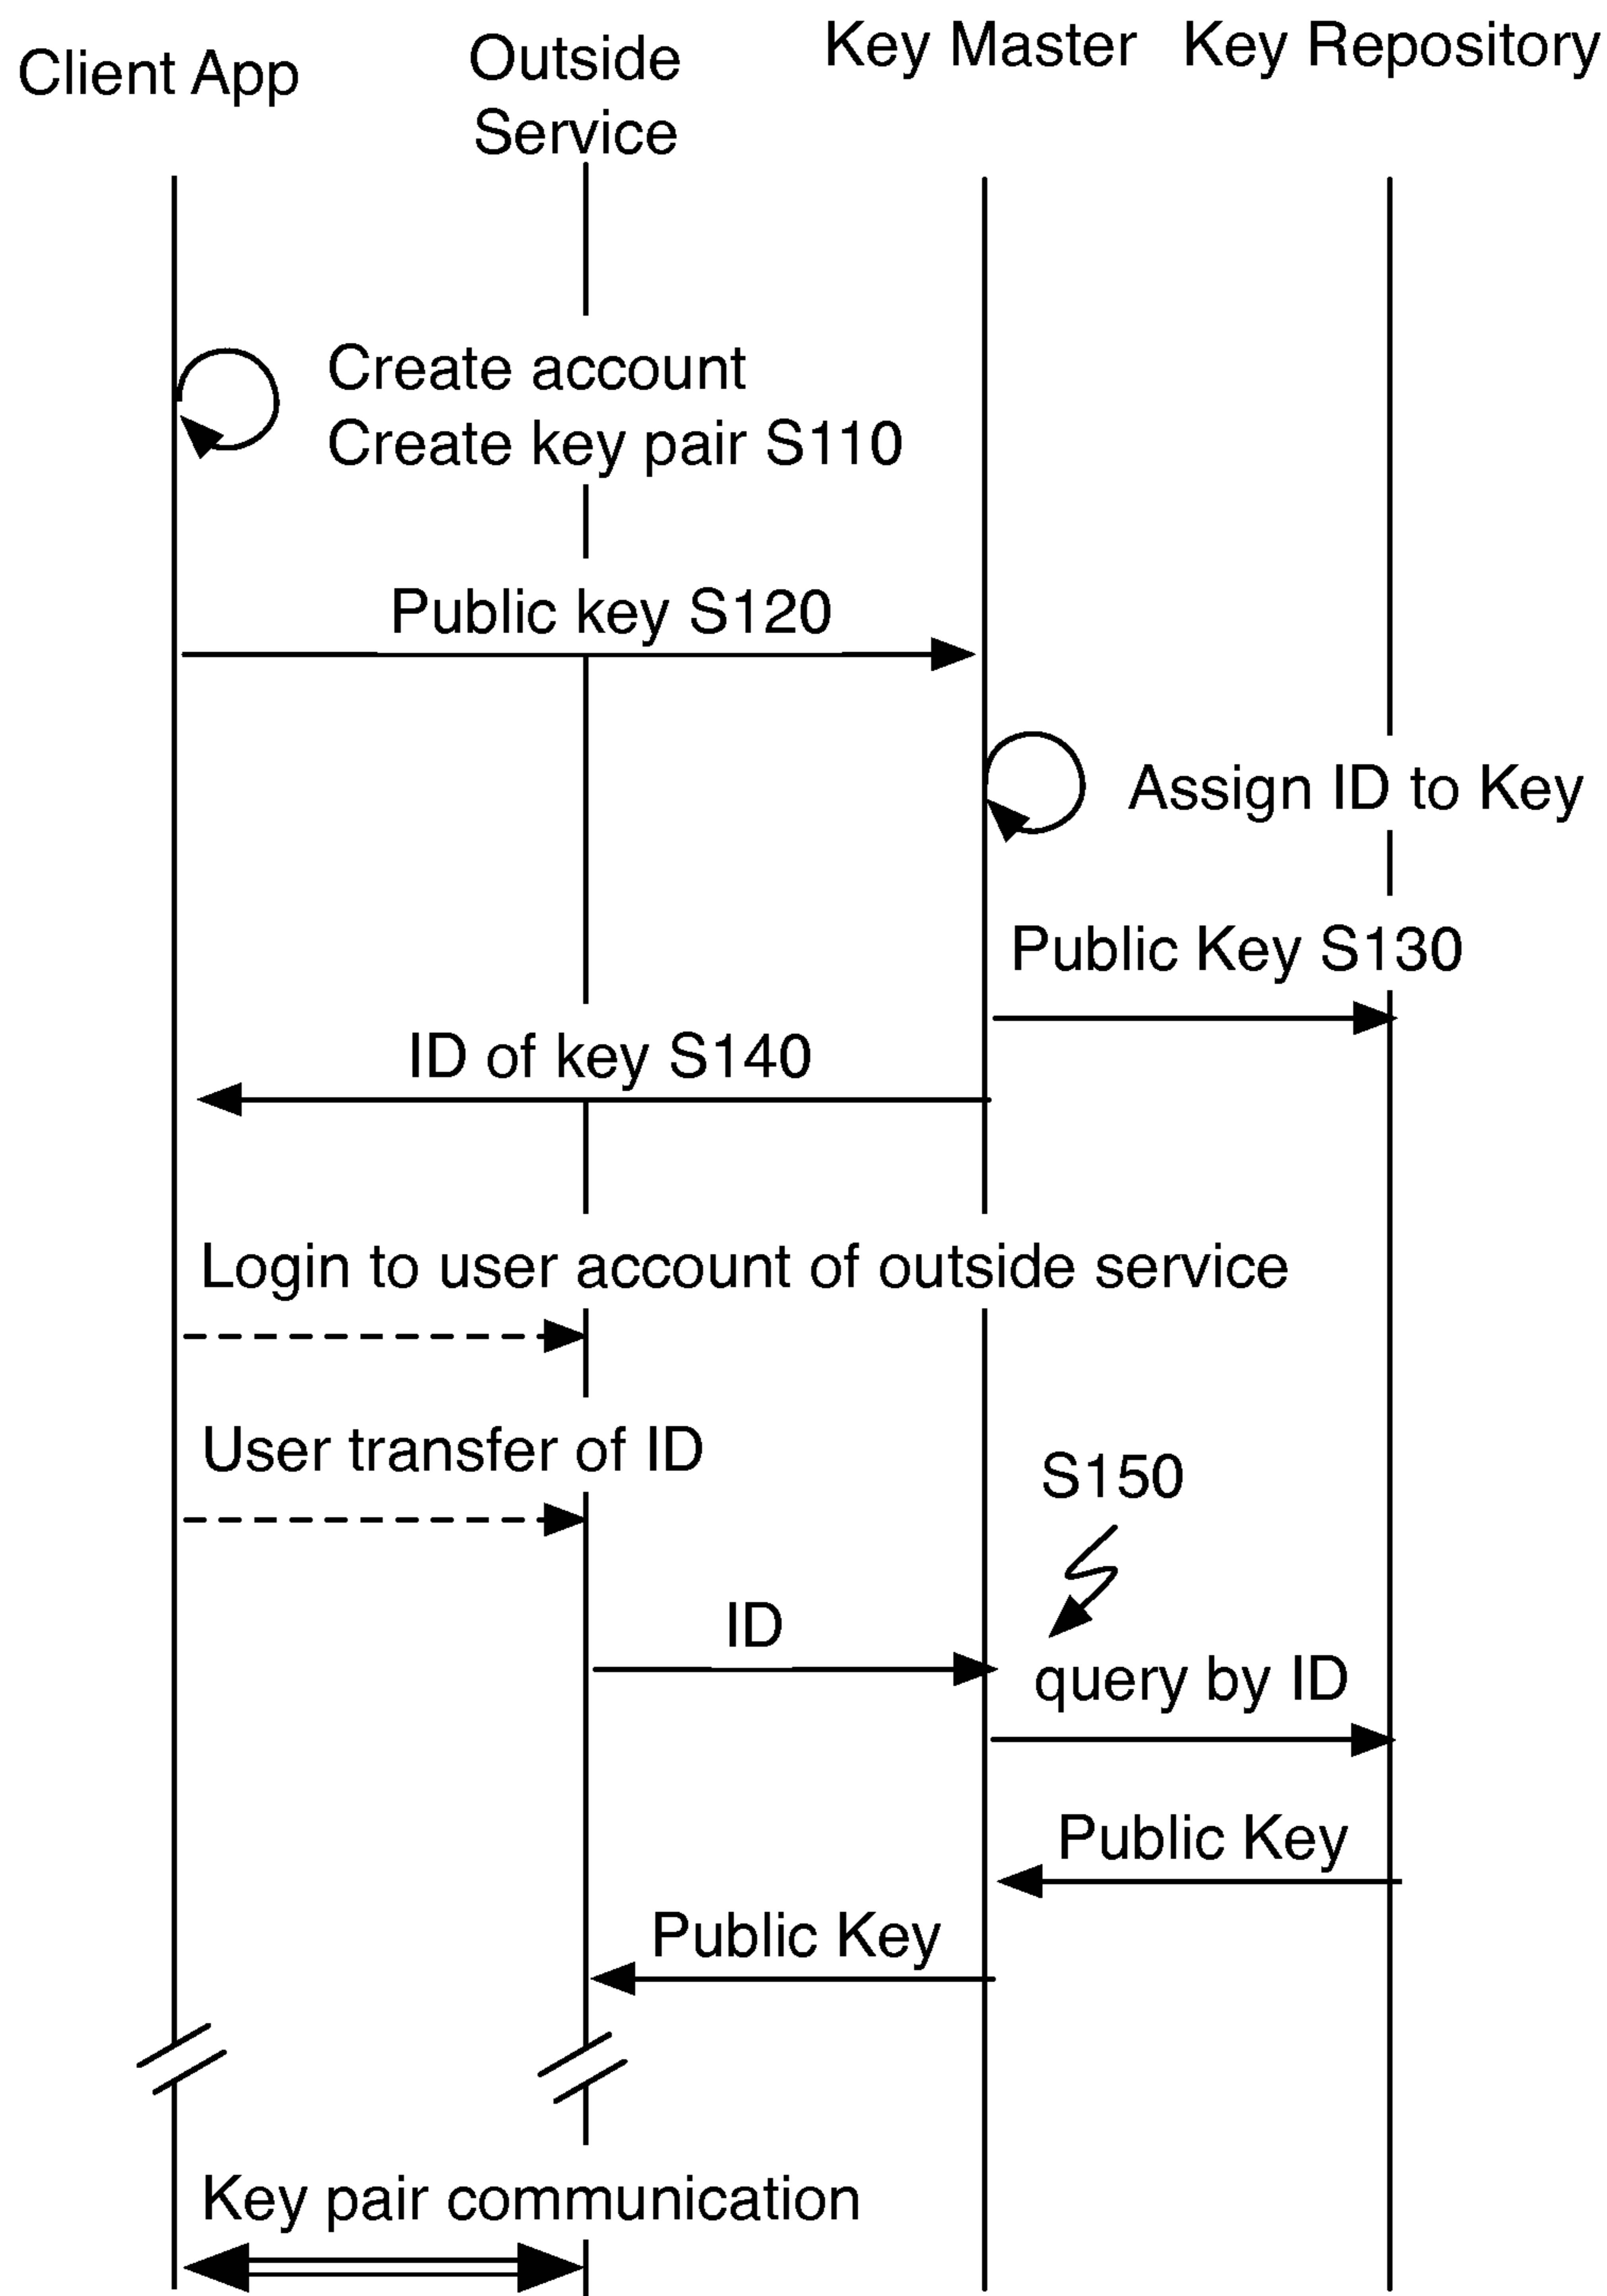 Client App
Outside
Service
Key Master
Key Repository
Create account
Create key pair S110
Public key S120
Assign ID to Key
Public Key S130
ID of key S140
Login to user account of outside service
User transfer of ID
S150
ID
query by ID
Public Key
Public Key
Key pair communication